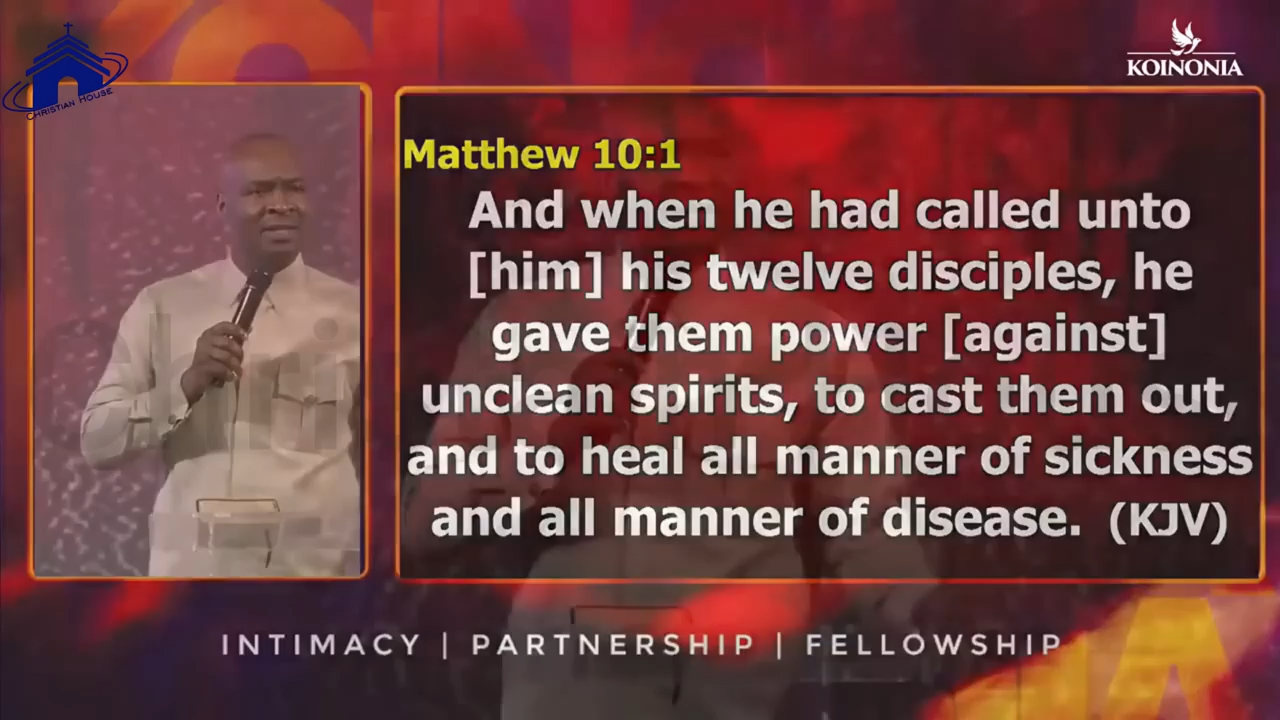 CHRISTIAN HOUSE
KOINONIA
Matthew 10:1
And when he had called unto
[him] his twelve disciples, he
gave them power [against]
unclean spirits, to cast them out,
and to heal all manner of sickness
and all manner of disease. (KJV)
INTIMACY | PARTNERSHIP | FELLOWSHIP